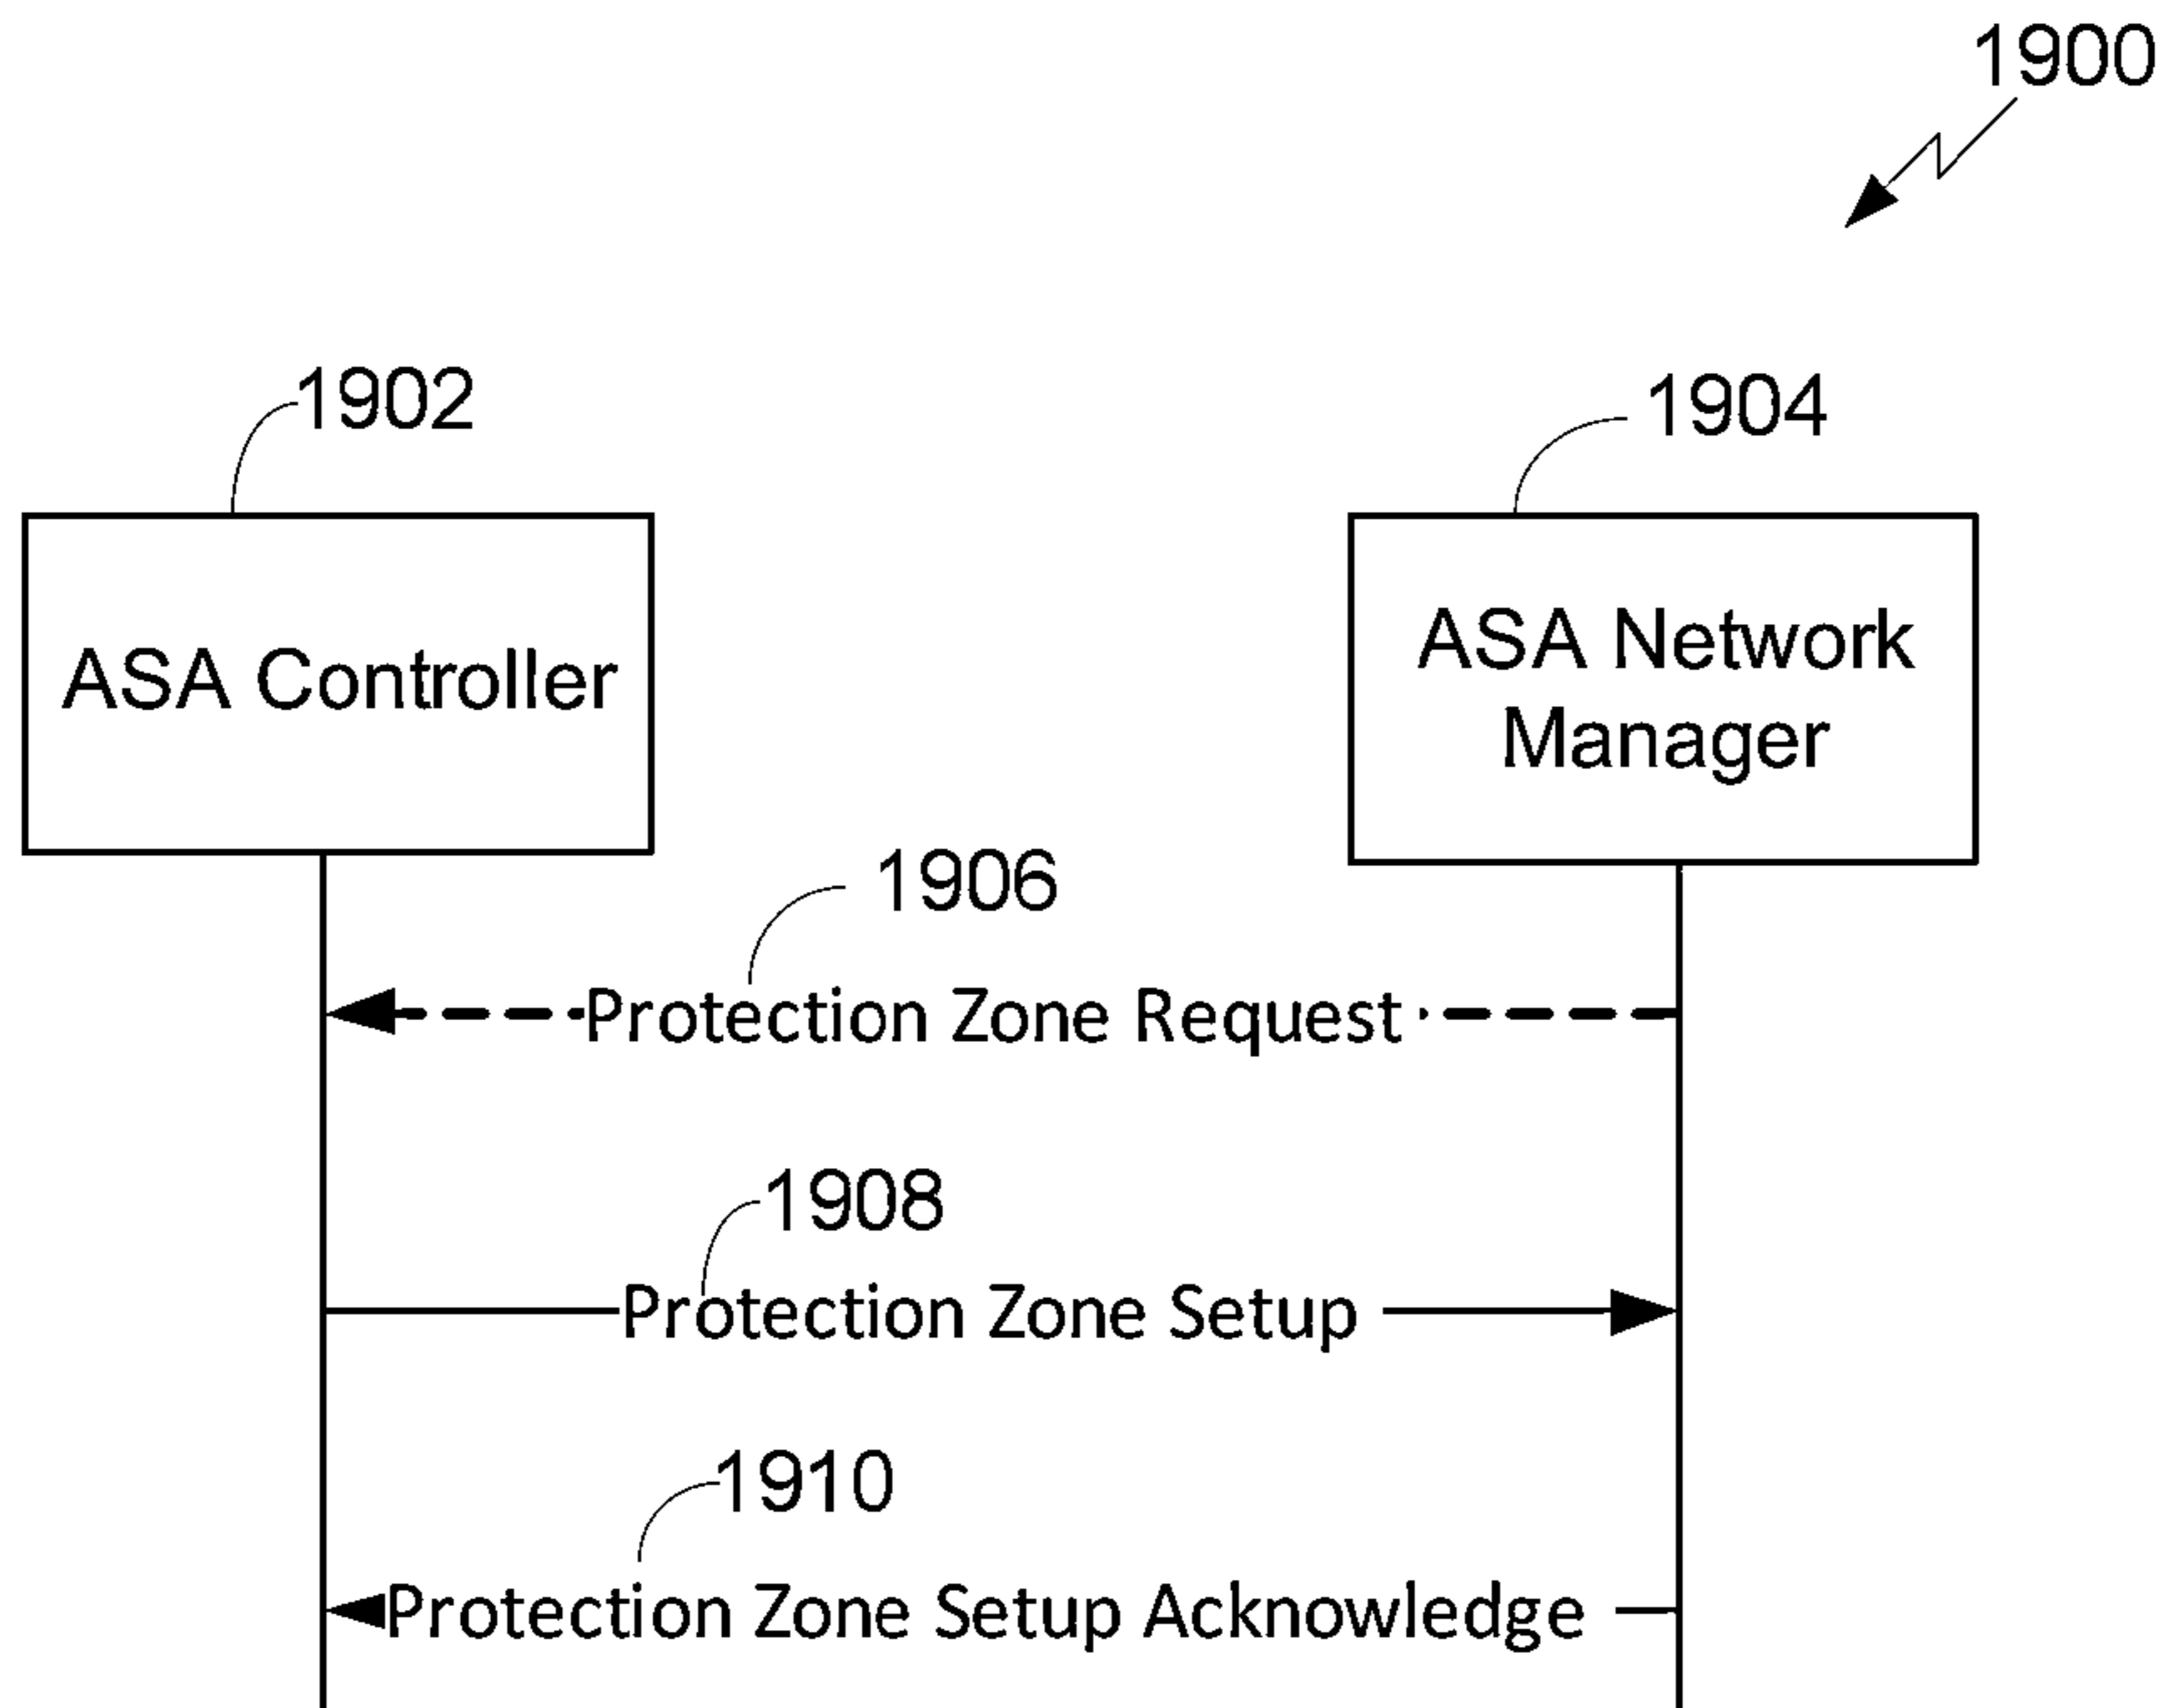 1900
1902
1904
ASA Controller
ASA Network
Manager
1906
Protection Zone Request
1908
Protection Zone Setup
1910
Protection Zone Setup Acknowledge